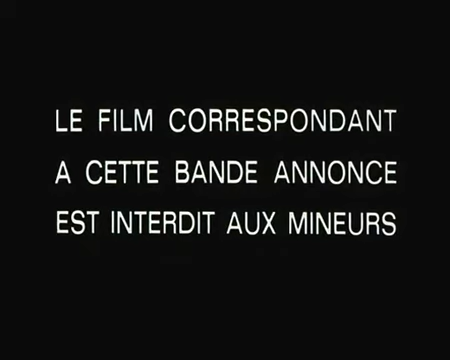 LE FILM CORRESPONDANT
A CETTE BANDE ANNONCE
EST INTERDIT AUX MINEURS